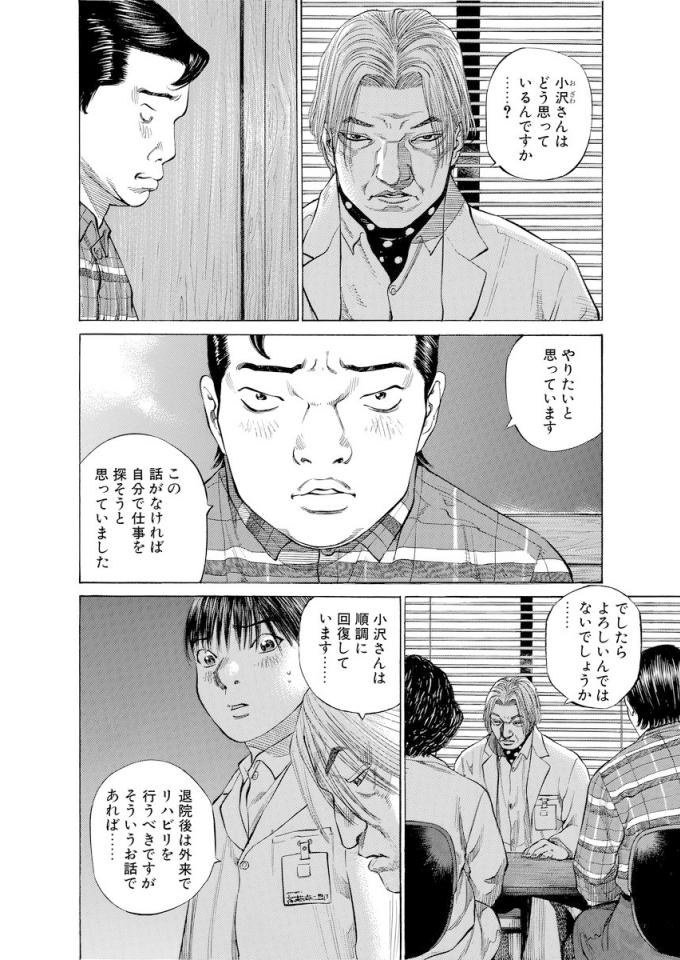 小沢さんは
どう思って
いるんですか
……？
おざわ
やりたいと
思っています
この
話がなければ
自分で仕事を
探そうと
思っていました
でしたら
よろしいんでは
ないでしょうか
……
小沢さんは
順調に
回復して
います……
退院後は外来で
リハビリを
行うべきですが
そういうお話で
あれば……